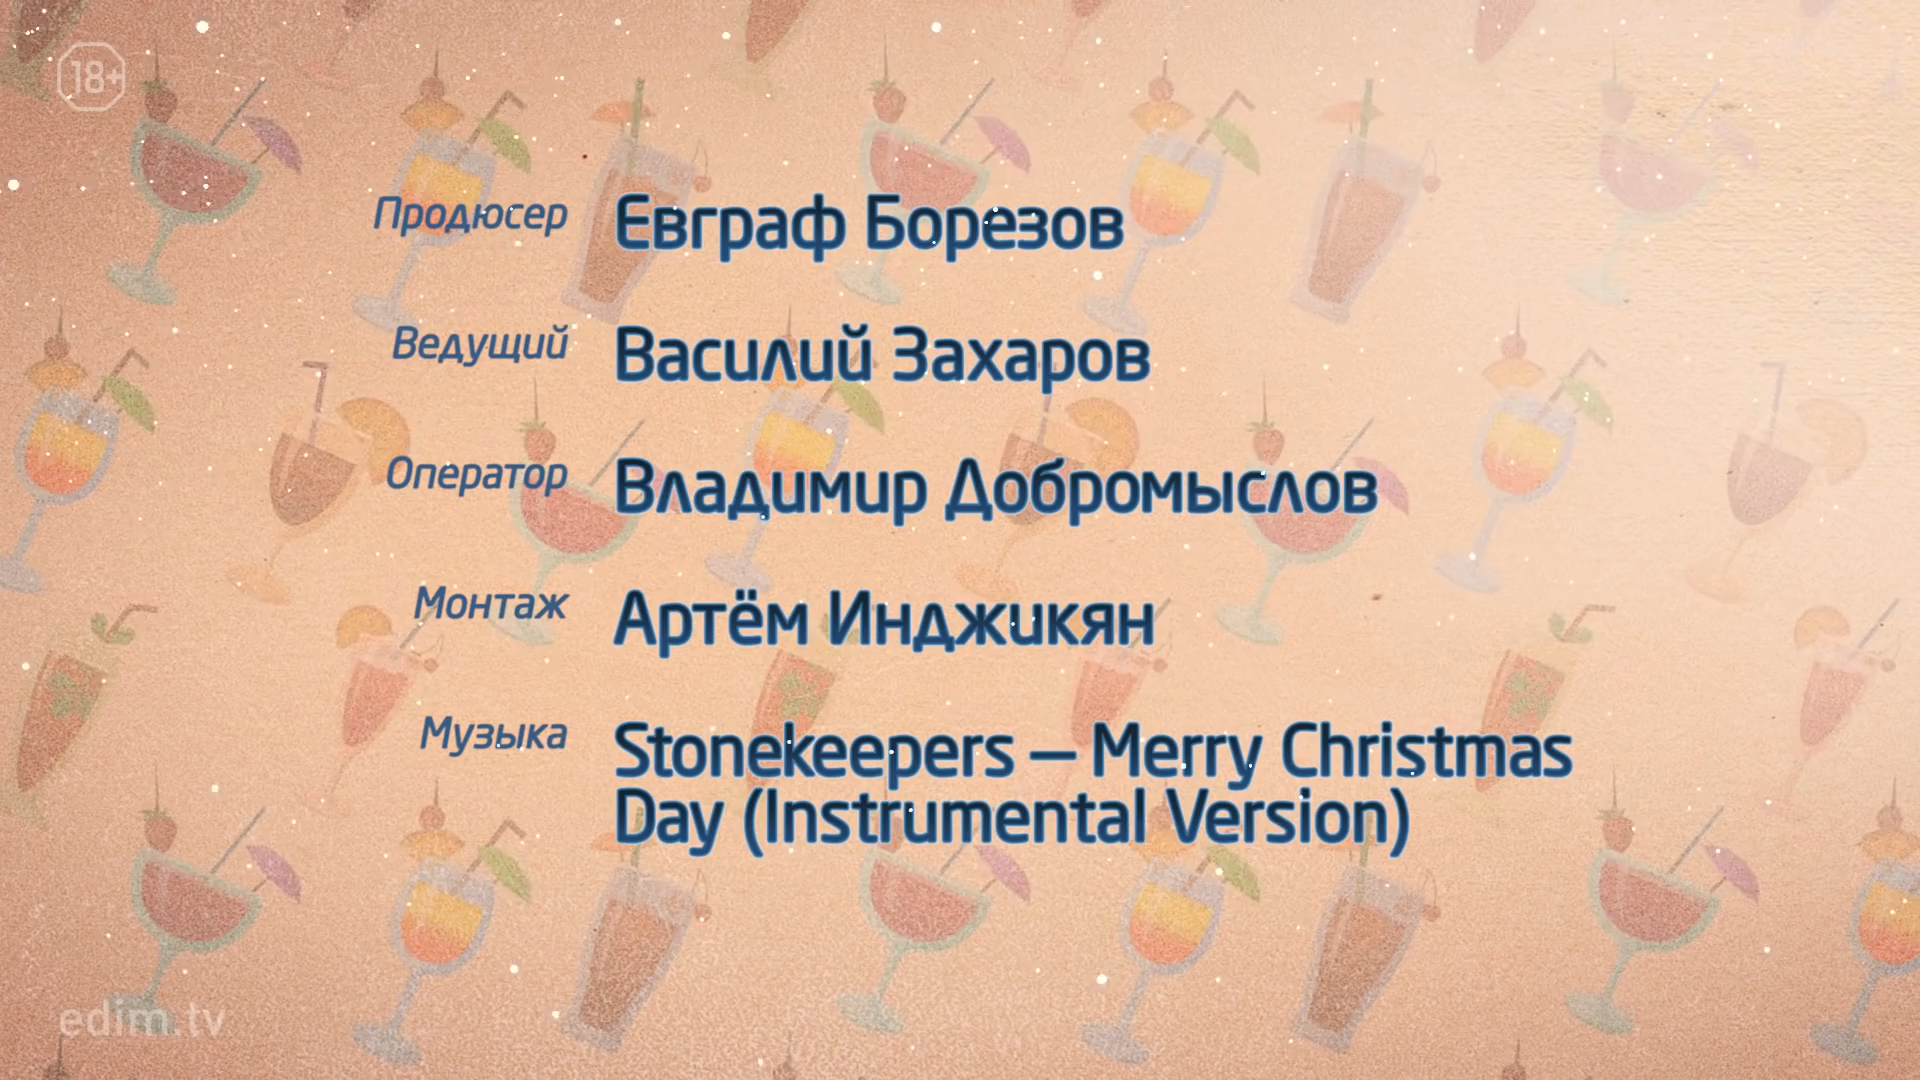 18+
Продюсер Евграф Борезов
Ведущий Василий Захаров
Оператор Владимир Добромыслов
Монтаж Артём Инджикян
Музыка Stonekeepers — Merry Christmas
Day (Instrumental Version)
edim.tv